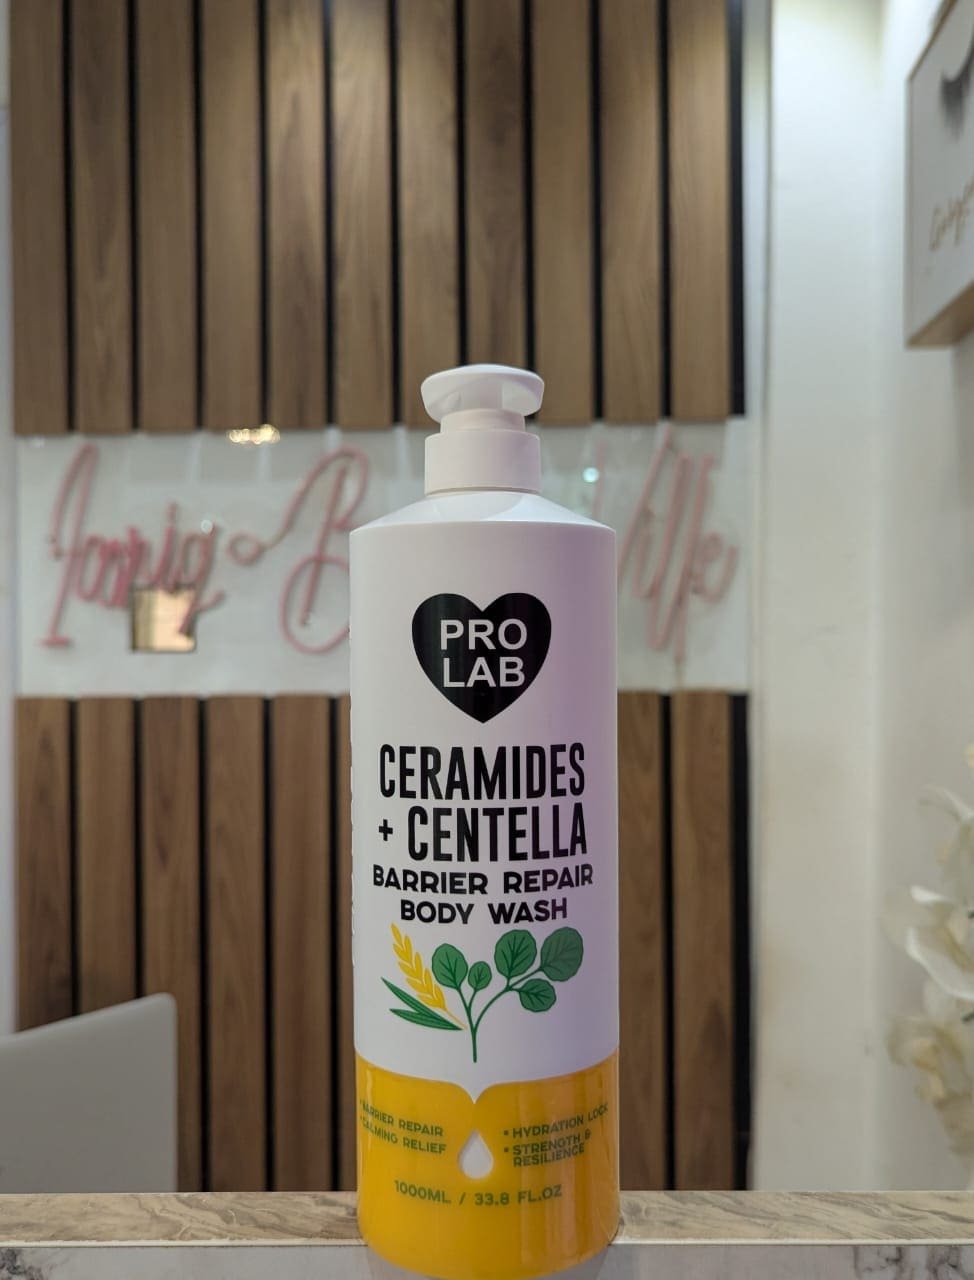 PRO
LAB
CERAMIDES
+ CENTELLA
BARRIER REPAIR
BODY WASH
• BARRIER REPAIR
• CALMING RELIEF
• HYDRATION LOCK
• STRENGTH &
RESILIENCE
1000ML / 33.8 FL.OZ